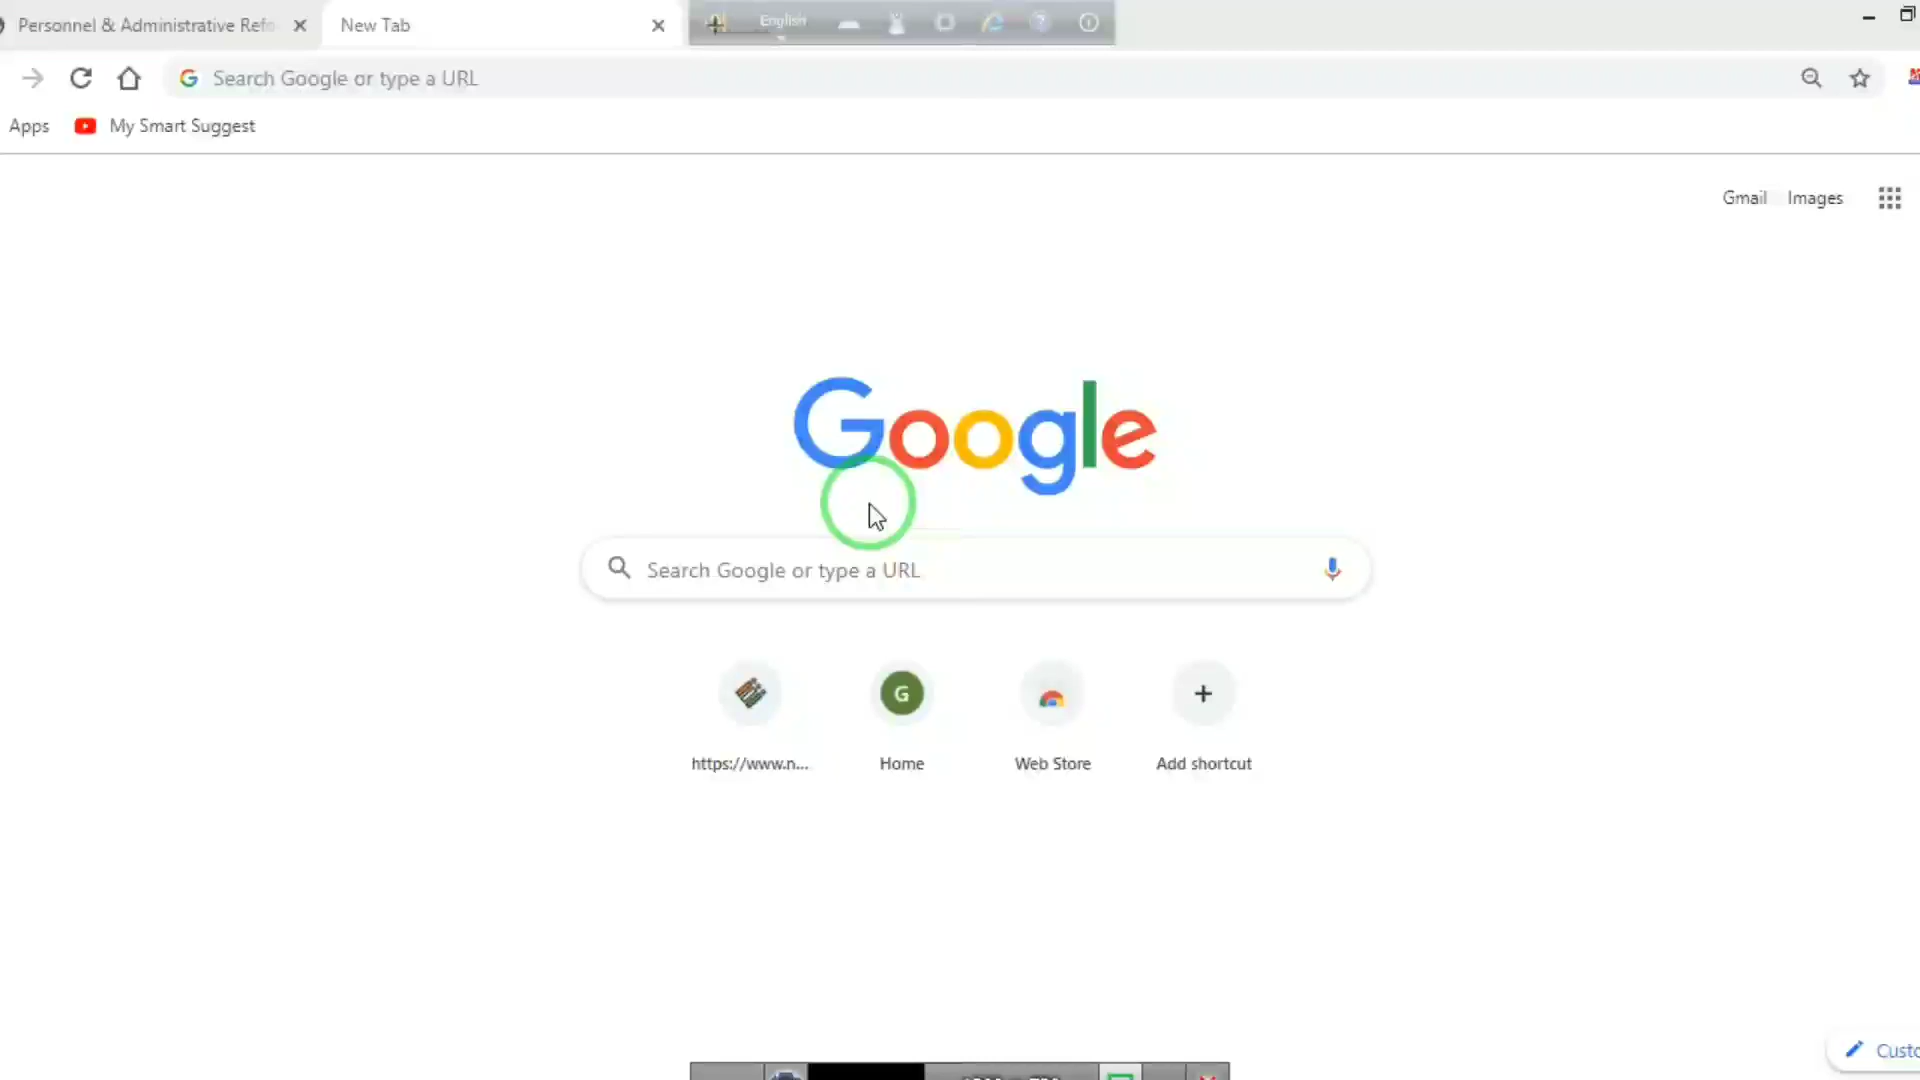 Personnel & Administrative Refo
New Tab
English
Search Google or type a URL
Apps
My Smart Suggest
Gmail
Images
Google
Search Google or type a URL
G
https://www.n...
Home
Web Store
Add shortcut
Custo